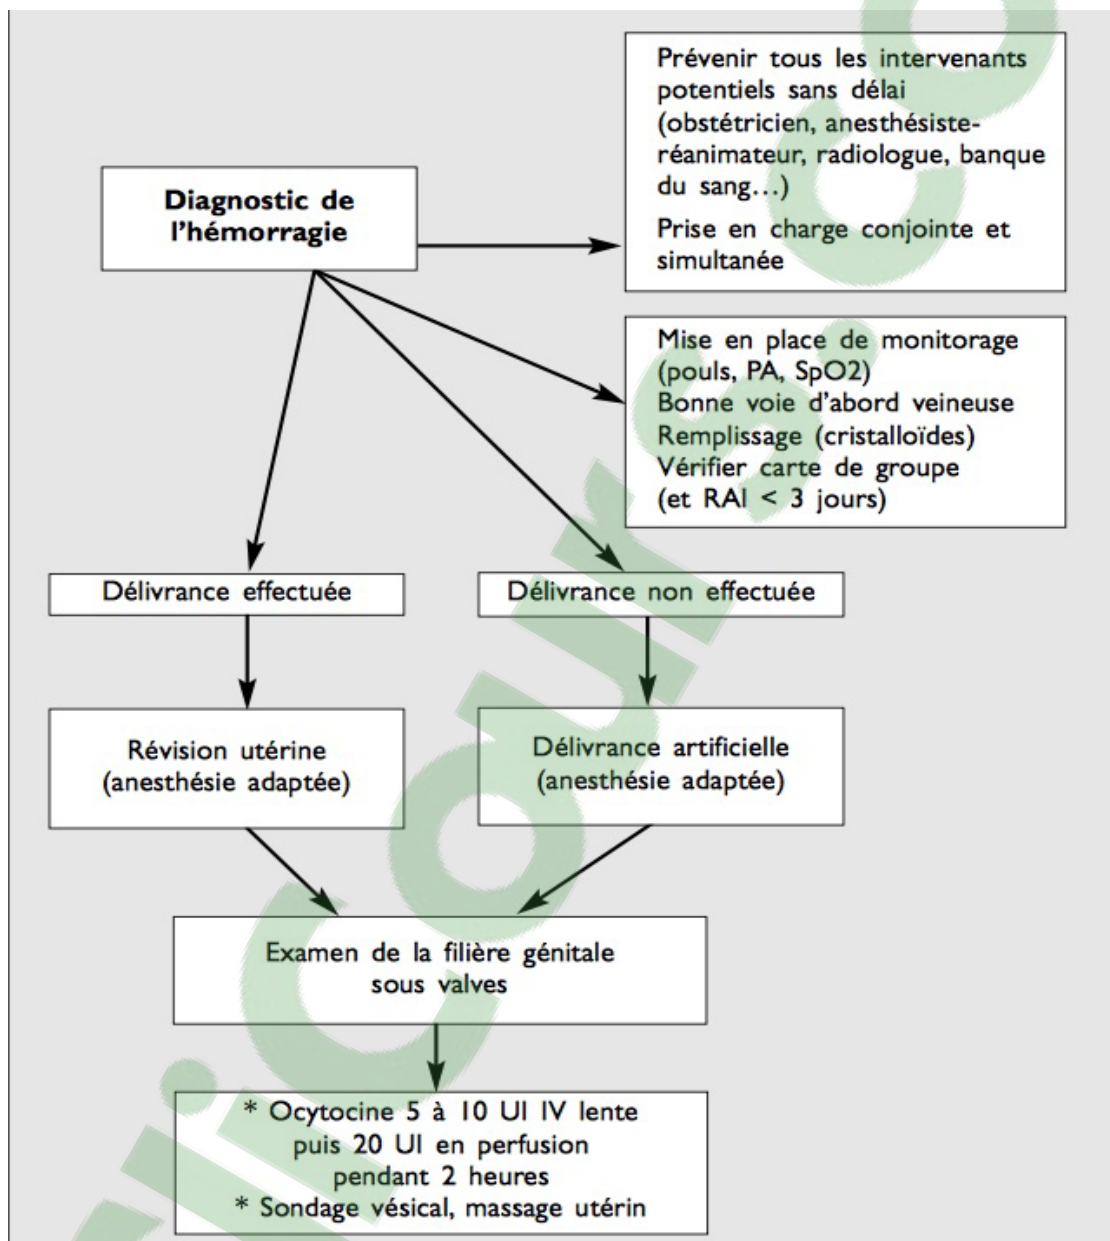 Prévenir tous les intervenants
potentiels sans délai
(obstétricien, anesthésiste-
réanimateur, radiologue, banque
du sang...)
Prise en charge conjointe et
simultanée
Diagnostic de
l'hémorragie
Mise en place de monitorage
(pouls, PA, SpO2)
Bonne voie d'abord veineuse
Remplissage (cristalloïdes)
Vérifier carte de groupe
(et RAI < 3 jours)
Délivrance effectuée
Délivrance non effectuée
Révision utérine
(anesthésie adaptée)
Délivrance artificielle
(anesthésie adaptée)
Examen de la filière génitale
sous valves
* Ocytocine 5 à 10 UI IV lente
puis 20 UI en perfusion
pendant 2 heures
* Sondage vésical, massage utérin
liCours.co